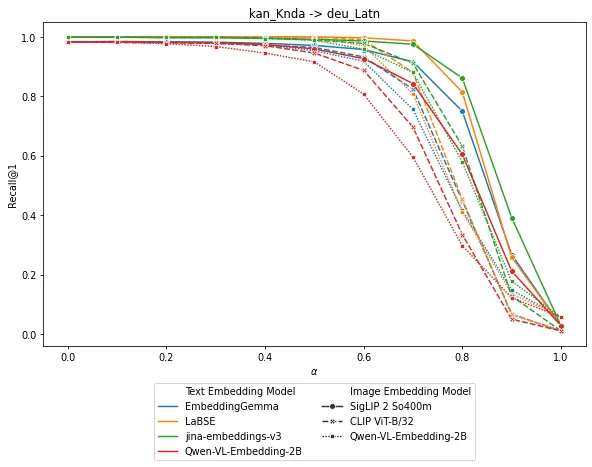 kan_Knda -> deu_Latn
Recall@1
1.0
0.8
0.6
0.4
0.2
0.0
0.0 0.2 0.4 0.6 0.8 1.0
α
Text Embedding Model
EmbeddingGemma
LaBSE
jina-embeddings-v3
Qwen-VL-Embedding-2B
Image Embedding Model
SigLIP 2 So400m
CLIP ViT-B/32
Qwen-VL-Embedding-2B